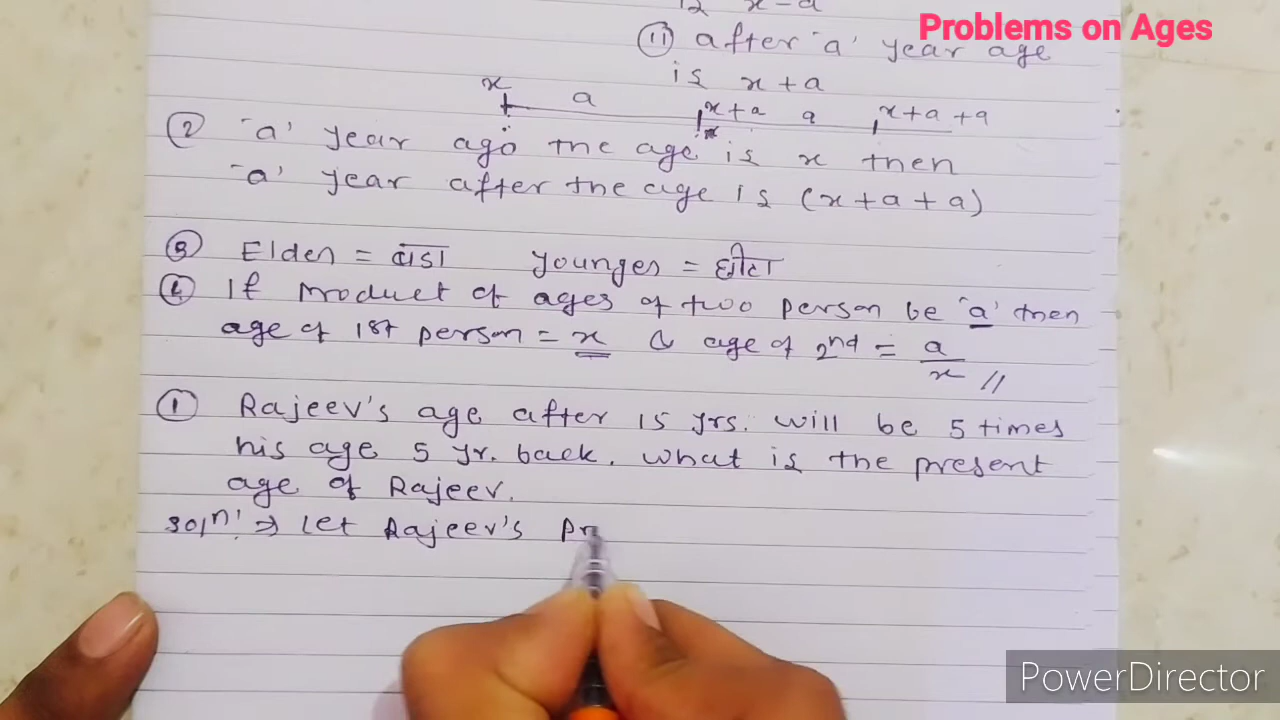 Problems on Ages
12 x-a
(ii) after 'a' year age
is x+a
x a x+a a x+a+a
x
(2) 'a' year ago the age is x then
'a' year after the age is (x+a+a)
(3) Elder = बडा younger = छोटा
(4) If product of ages of two person be 'a' then
age of 1st person = x & age of 2nd = a/x //
(1) Rajeev's age after 15 yrs. will be 5 times
his age 5 yr. back. What is the present
age of Rajeev.
Soln: ⇒ Let Rajeev's Pr
PowerDirector